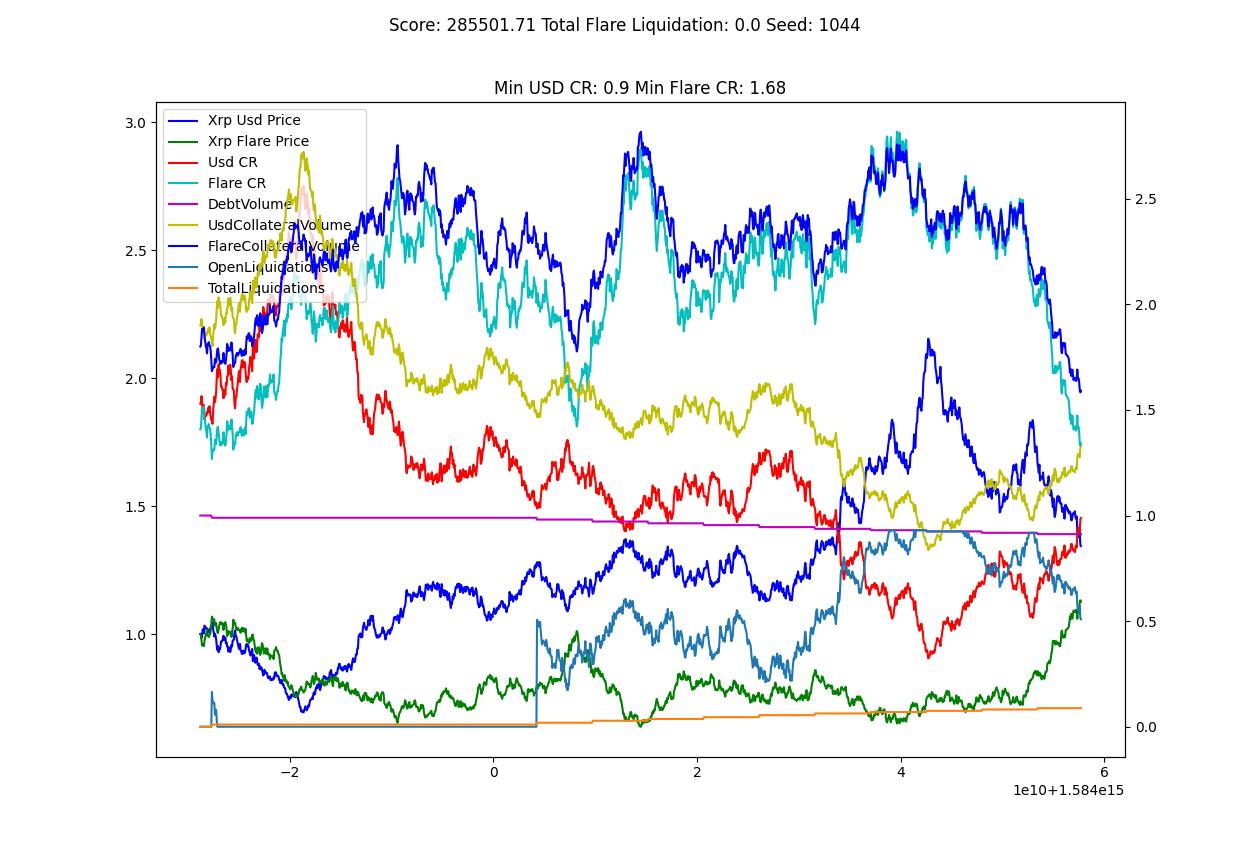 Score: 285501.71 Total Flare Liquidation: 0.0 Seed: 1044
Min USD CR: 0.9 Min Flare CR: 1.68
Xrp Usd Price
Xrp Flare Price
Usd CR
Flare CR
DebtVolume
UsdCollateralVolume
FlareCollateralVolume
OpenLiquidations
TotalLiquidations
3.0
2.5
2.0
1.5
1.0
2.5
2.0
1.5
1.0
0.5
0.0
−2
0
2
4
6
1e10+1.584e15